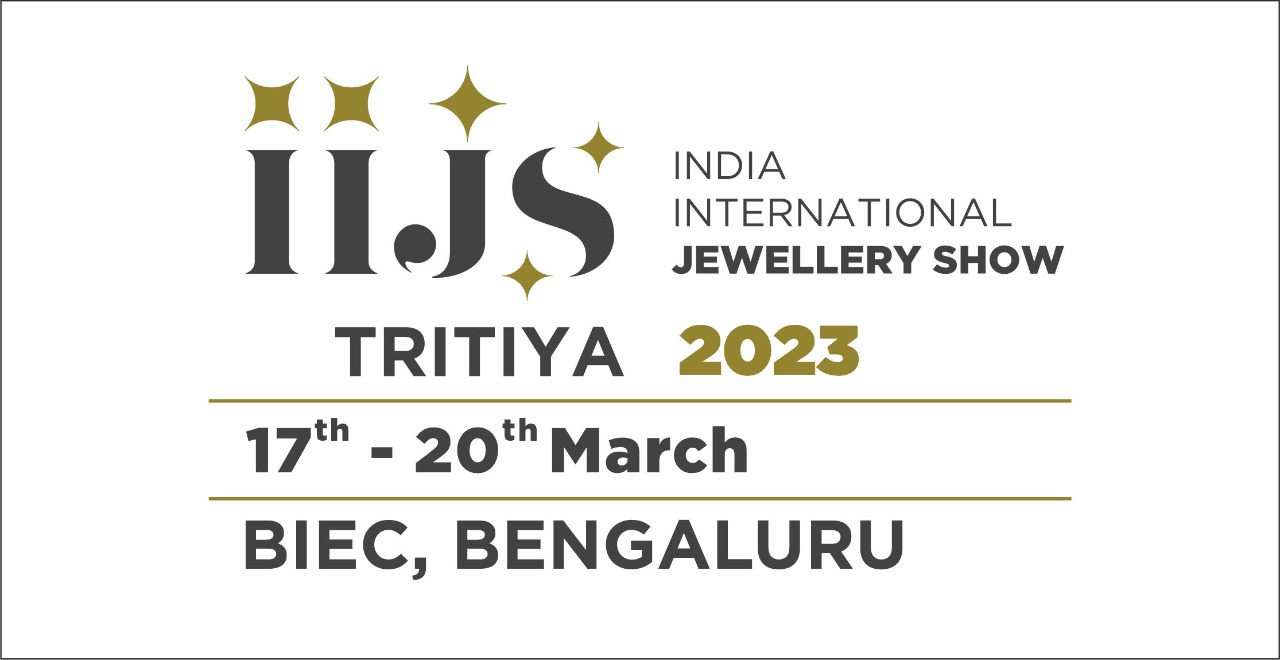 iijs
INDIA
INTERNATIONAL
JEWELLERY SHOW
TRITIYA 2023
17th - 20th March
BIEC, BENGALURU